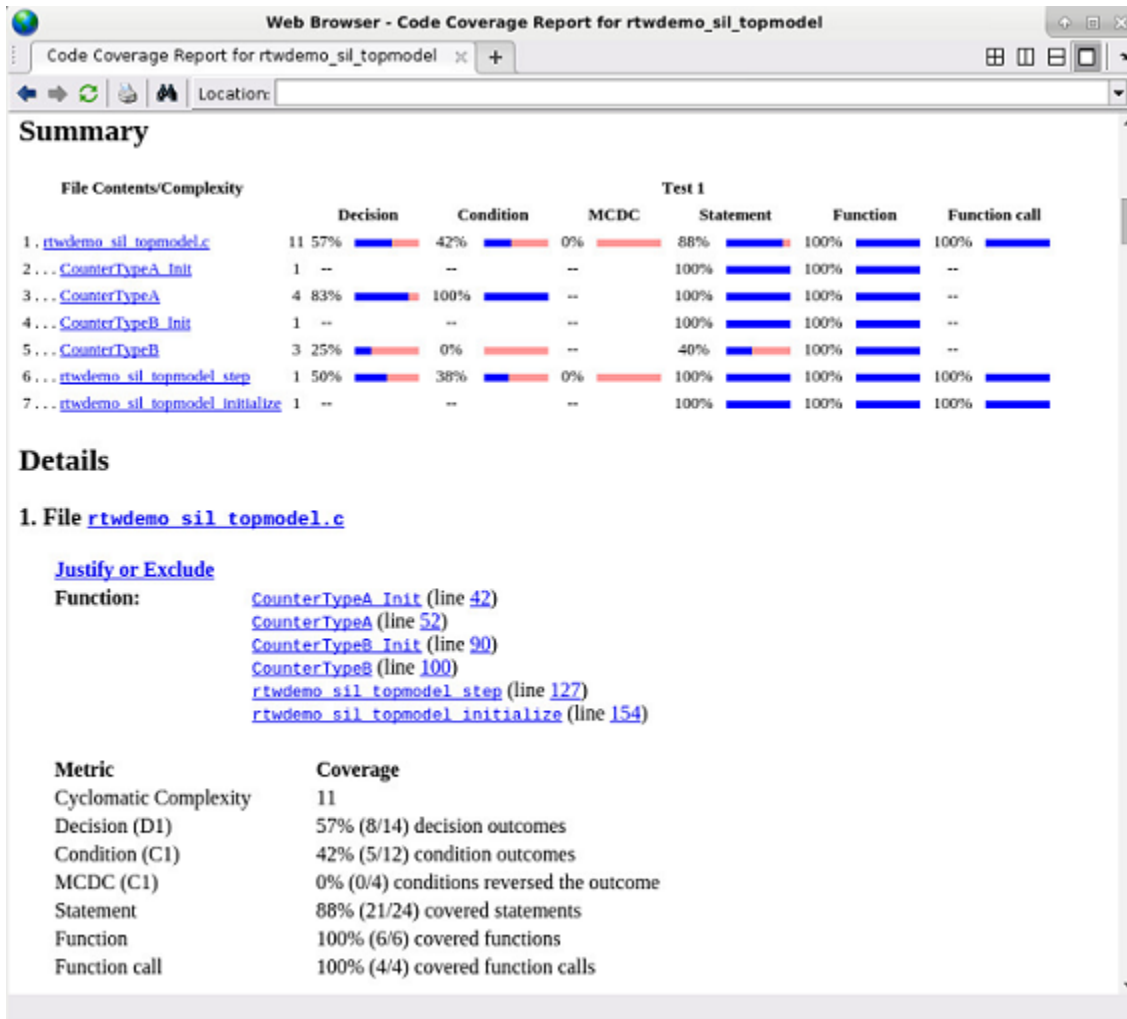 Web Browser - Code Coverage Report for rtwdemo_sil_topmodel
Code Coverage Report for rtwdemo_sil_topmodel
Location:
Summary
File Contents/Complexity Test 1
Decision Condition MCDC Statement Function Function call
1 . rtwdemo_sil_topmodel.c 11 57% 42% 0% 88% 100% 100%
2 . . . CounterTypeA_Init 1 -- -- -- 100% 100% --
3 . . . CounterTypeA 4 83% 100% -- 100% 100% --
4 . . . CounterTypeB_Init 1 -- -- -- 100% 100% --
5 . . . CounterTypeB 3 25% 0% -- 40% 100% --
6 . . . rtwdemo_sil_topmodel_step 1 50% 38% 0% 100% 100% 100%
7 . . . rtwdemo_sil_topmodel_initialize 1 -- -- -- 100% 100% 100%
Details
1. File rtwdemo_sil_topmodel.c
Justify or Exclude
Function: CounterTypeA_Init (line 42)
CounterTypeA (line 52)
CounterTypeB_Init (line 90)
CounterTypeB (line 100)
rtwdemo_sil_topmodel_step (line 127)
rtwdemo_sil_topmodel_initialize (line 154)
Metric Coverage
Cyclomatic Complexity 11
Decision (D1) 57% (8/14) decision outcomes
Condition (C1) 42% (5/12) condition outcomes
MCDC (C1) 0% (0/4) conditions reversed the outcome
Statement 88% (21/24) covered statements
Function 100% (6/6) covered functions
Function call 100% (4/4) covered function calls